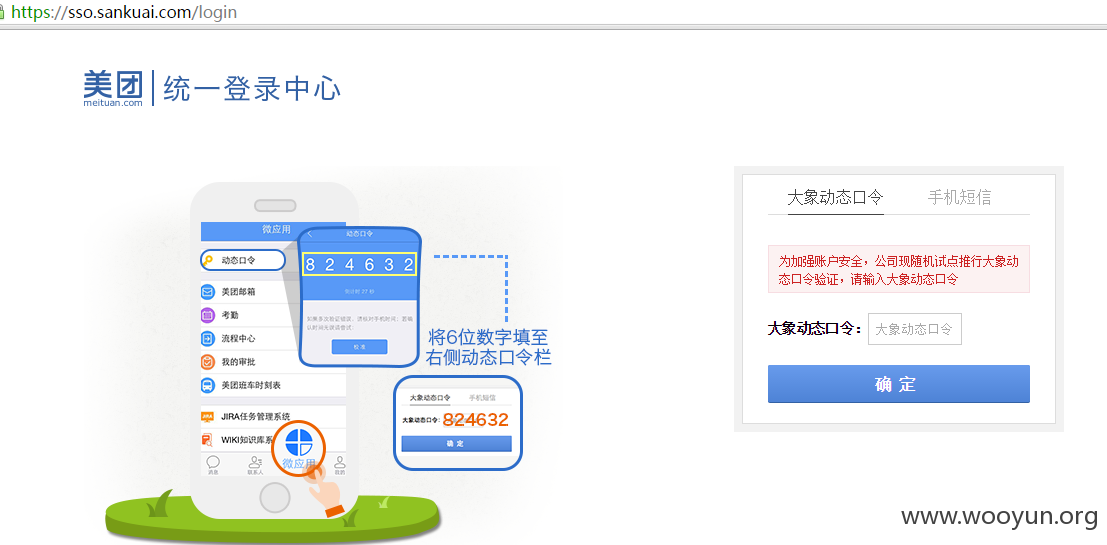 https://sso.sankuai.com/login
美团
meituan.com
统一登录中心
微应用
动态口令
美团邮箱
考勤
流程中心
我的审批
美团班车时刻表
JIRA任务管理系统
WIKI知识库系
消息
联系人
微应用
我的
动态口令
824632
倒计时 27 秒
校准
将6位数字填至
右侧动态口令栏
大象动态口令 手机短信
大象动态口令: 824632
确 定
大象动态口令 手机短信
为加强账户安全，公司现随机试点推行大象动
态口令验证，请输入大象动态口令
大象动态口令： 大象动态口令
确 定
www.wooyun.org